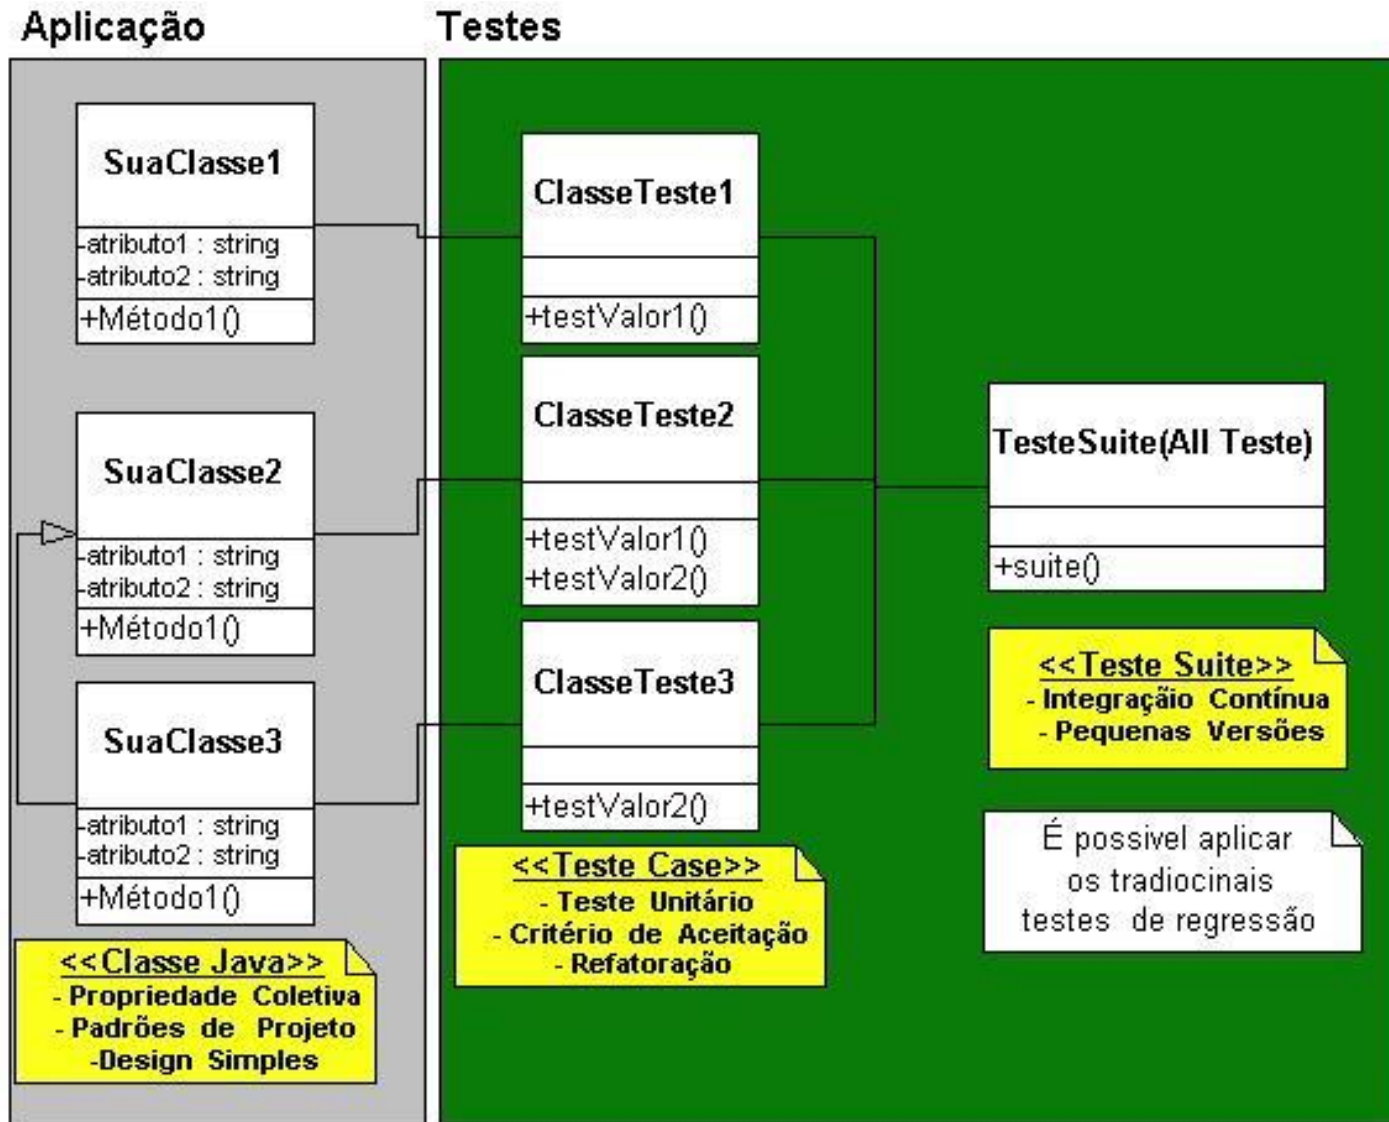 Aplicação
Testes
SuaClasse1
-atributo1 : string
-atributo2 : string
+Método1()
SuaClasse2
-atributo1 : string
-atributo2 : string
+Método1()
SuaClasse3
-atributo1 : string
-atributo2 : string
+Método1()
<<Classe Java>>
- Propriedade Coletiva
- Padrões de Projeto
-Design Simples
ClasseTeste1
+testValor1()
ClasseTeste2
+testValor1()
+testValor2()
ClasseTeste3
+testValor2()
<<Teste Case>>
- Teste Unitário
- Critério de Aceitação
- Refatoração
TesteSuite(All Teste)
+suite()
<<Teste Suite>>
- Integraçãio Contínua
- Pequenas Versões
É possivel aplicar
os tradiocinais
testes de regressão